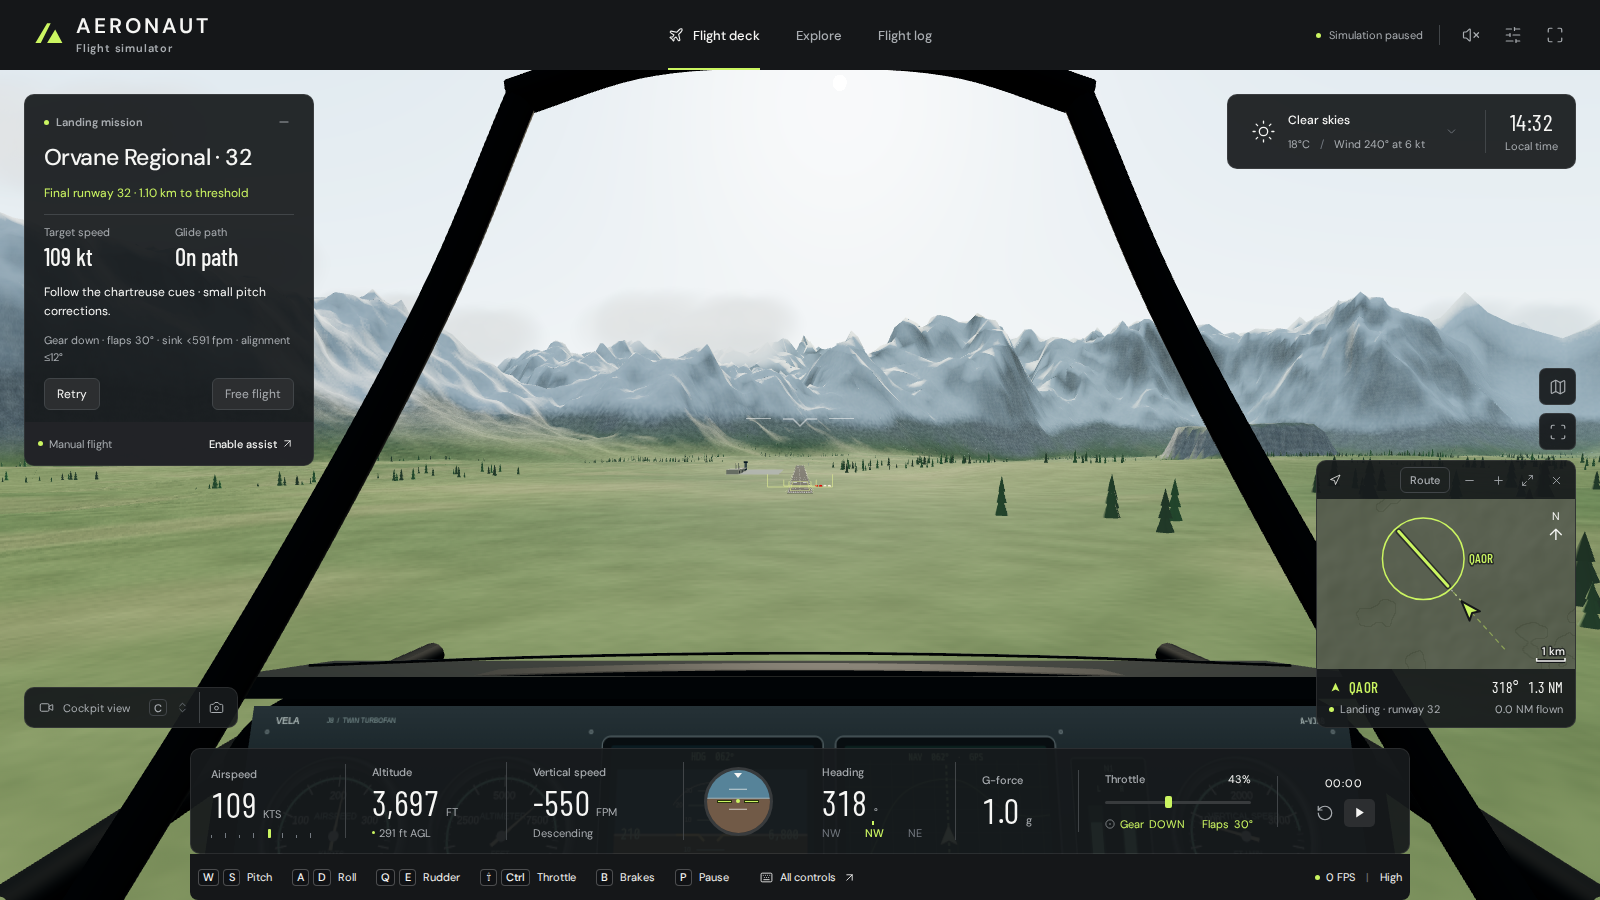 AERONAUT
Flight simulator
Flight deck
Explore
Flight log
Simulation paused
Landing mission
Orvane Regional · 32
Final runway 32 · 1.10 km to threshold
Target speed
Glide path
109 kt
On path
Follow the chartreuse cues · small pitch
corrections.
Gear down · flaps 30° · sink <591 fpm · alignment
≤12°
Retry
Free flight
Manual flight
Enable assist
Clear skies
18°C / Wind 240° at 6 kt
14:32
Local time
Route
N
QAOR
1 km
QAOR
318° 1.3 NM
Landing · runway 32
0.0 NM flown
Cockpit view
C
VELA
J8 / TWIN TURBOFAN
Airspeed
109 KTS
Altitude
3,697 FT
291 ft AGL
Vertical speed
-550 FPM
Descending
Heading
318°
NW NW NE
G-force
1.0 g
Throttle
43%
Gear DOWN
Flaps 30°
00:00
W S Pitch
A D Roll
Q E Rudder
⇧ Ctrl Throttle
B Brakes
P Pause
All controls
0 FPS | High